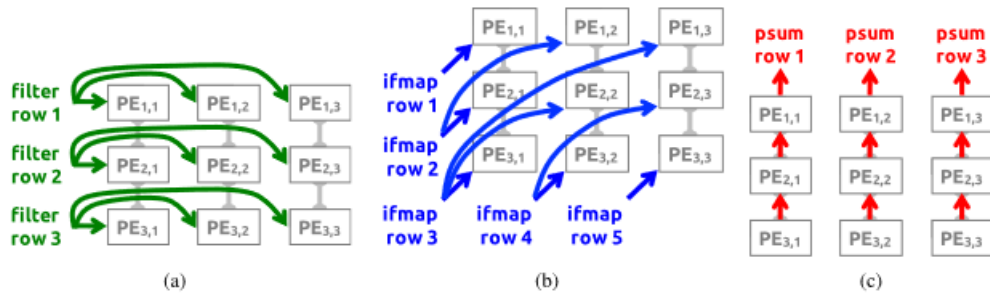 filter
row 1
PE1,1 PE1,2 PE1,3
filter
row 2
PE2,1 PE2,2 PE2,3
filter
row 3
PE3,1 PE3,2 PE3,3
(a)
PE1,1 PE1,2 PE1,3
ifmap
row 1
PE2,1 PE2,2 PE2,3
ifmap
row 2
PE3,1 PE3,2 PE3,3
ifmap ifmap ifmap
row 3 row 4 row 5
(b)
psum psum psum
row 1 row 2 row 3
PE1,1 PE1,2 PE1,3
PE2,1 PE2,2 PE2,3
PE3,1 PE3,2 PE3,3
(c)